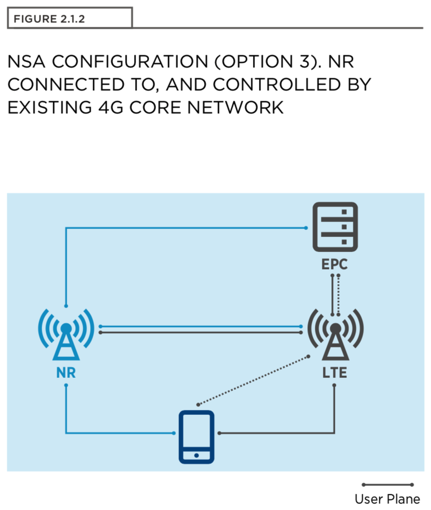 FIGURE 2.1.2
NSA CONFIGURATION (OPTION 3). NR
CONNECTED TO, AND CONTROLLED BY
EXISTING 4G CORE NETWORK
EPC
NR
LTE
User Plane